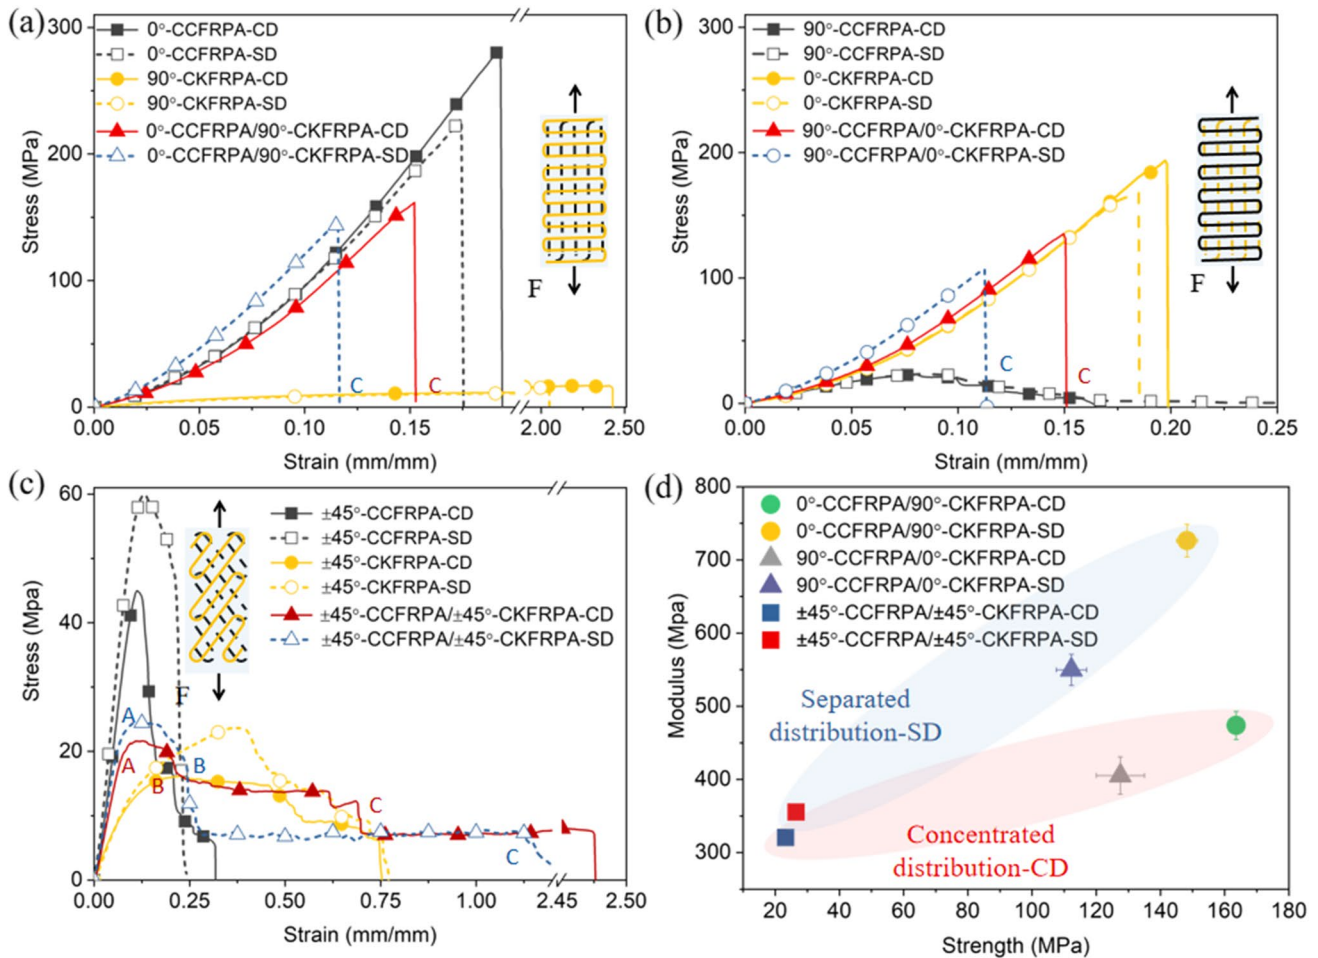 (a)
300
200
100
0
Stress (MPa)
0°-CCFRPA-CD
0°-CCFRPA-SD
90°-CKFRPA-CD
90°-CKFRPA-SD
0°-CCFRPA/90°-CKFRPA-CD
0°-CCFRPA/90°-CKFRPA-SD
F
C
C
0.00
0.05
0.10
0.15
2.00
2.50
Strain (mm/mm)
(b)
300
200
100
0
Stress (MPa)
90°-CCFRPA-CD
90°-CCFRPA-SD
0°-CKFRPA-CD
0°-CKFRPA-SD
90°-CCFRPA/0°-CKFRPA-CD
90°-CCFRPA/0°-CKFRPA-SD
F
C
C
0.00
0.05
0.10
0.15
0.20
0.25
Strain (mm/mm)
(c)
60
40
20
0
Stress (Mpa)
±45°-CCFRPA-CD
±45°-CCFRPA-SD
±45°-CKFRPA-CD
±45°-CKFRPA-SD
±45°-CCFRPA/±45°-CKFRPA-CD
±45°-CCFRPA/±45°-CKFRPA-SD
F
A
A
B
B
C
C
0.00
0.25
0.50
0.75
1.00
2.45
2.50
Strain (mm/mm)
(d)
800
700
600
500
400
300
Modulus (Mpa)
0°-CCFRPA/90°-CKFRPA-CD
0°-CCFRPA/90°-CKFRPA-SD
90°-CCFRPA/0°-CKFRPA-CD
90°-CCFRPA/0°-CKFRPA-SD
±45°-CCFRPA/±45°-CKFRPA-CD
±45°-CCFRPA/±45°-CKFRPA-SD
Separated
distribution-SD
Concentrated
distribution-CD
20
40
60
80
100
120
140
160
180
Strength (MPa)